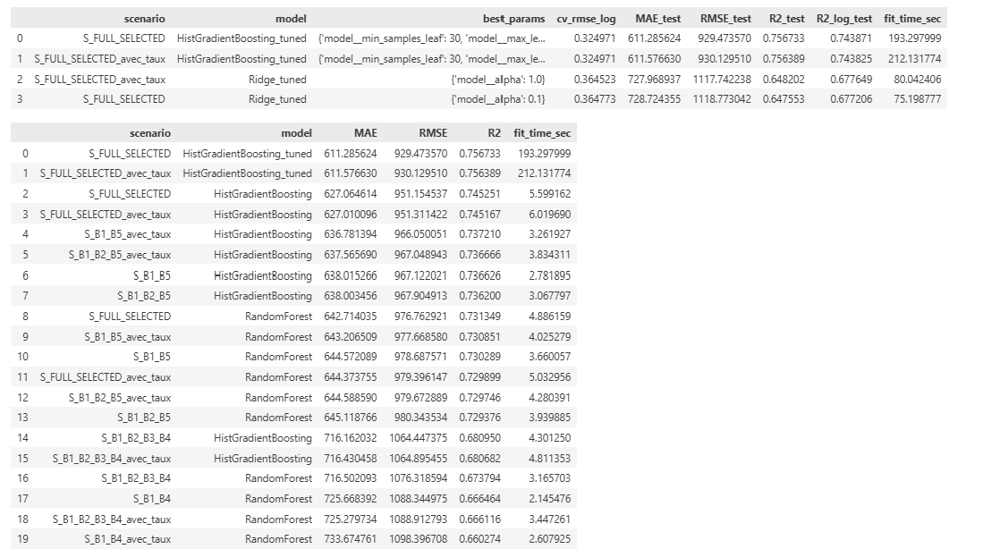 scenario model best_params cv_rmse_log MAE_test RMSE_test R2_test R2_log_test fit_time_sec
0 S_FULL_SELECTED HistGradientBoosting_tuned {'model__min_samples_leaf': 30, 'model__max_le... 0.324971 611.285624 929.473570 0.756733 0.743871 193.297999
1 S_FULL_SELECTED_avec_taux HistGradientBoosting_tuned {'model__min_samples_leaf': 30, 'model__max_le... 0.324971 611.576630 930.129510 0.756389 0.743825 212.131774
2 S_FULL_SELECTED_avec_taux Ridge_tuned {'model__alpha': 1.0} 0.364523 727.968937 1117.742238 0.648202 0.677649 80.042406
3 S_FULL_SELECTED Ridge_tuned {'model__alpha': 0.1} 0.364773 728.724355 1118.773042 0.647553 0.677206 75.198777
scenario model MAE RMSE R2 fit_time_sec
0 S_FULL_SELECTED HistGradientBoosting_tuned 611.285624 929.473570 0.756733 193.297999
1 S_FULL_SELECTED_avec_taux HistGradientBoosting_tuned 611.576630 930.129510 0.756389 212.131774
2 S_FULL_SELECTED HistGradientBoosting 627.064614 951.154537 0.745251 5.599162
3 S_FULL_SELECTED_avec_taux HistGradientBoosting 627.010096 951.311422 0.745167 6.019690
4 S_B1_B5_avec_taux HistGradientBoosting 636.781394 966.050051 0.737210 3.261927
5 S_B1_B2_B5_avec_taux HistGradientBoosting 637.565690 967.048943 0.736666 3.834311
6 S_B1_B5 HistGradientBoosting 638.015266 967.122021 0.736626 2.781895
7 S_B1_B2_B5 HistGradientBoosting 638.003456 967.904913 0.736200 3.067797
8 S_FULL_SELECTED RandomForest 642.714035 976.762921 0.731349 4.886159
9 S_B1_B5_avec_taux RandomForest 643.206509 977.668580 0.730851 4.025279
10 S_B1_B5 RandomForest 644.572089 978.687571 0.730289 3.660057
11 S_FULL_SELECTED_avec_taux RandomForest 644.373755 979.396147 0.729899 5.032956
12 S_B1_B2_B5_avec_taux RandomForest 644.588590 979.672889 0.729746 4.280391
13 S_B1_B2_B5 RandomForest 645.118766 980.343534 0.729376 3.939885
14 S_B1_B2_B3_B4 HistGradientBoosting 716.162032 1064.447375 0.680950 4.301250
15 S_B1_B2_B3_B4_avec_taux HistGradientBoosting 716.430458 1064.895455 0.680682 4.811353
16 S_B1_B2_B3_B4 RandomForest 716.502093 1076.318594 0.673794 3.165703
17 S_B1_B4 RandomForest 725.668392 1088.344975 0.666464 2.145476
18 S_B1_B2_B3_B4_avec_taux RandomForest 725.279734 1088.912793 0.666116 3.447261
19 S_B1_B4_avec_taux RandomForest 733.674761 1098.396708 0.660274 2.607925